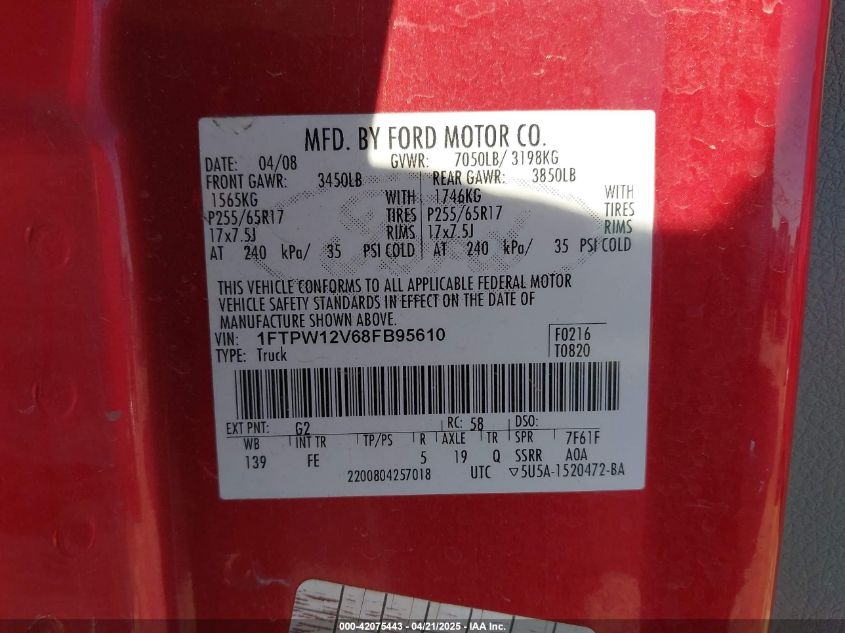 MFD. BY FORD MOTOR CO.
DATE: 04/08 GVWR: 7050LB/ 3198KG
FRONT GAWR: 3450LB REAR GAWR: 3850LB
1565KG WITH 1746KG WITH
P255/65R17 TIRES P255/65R17 TIRES
17x7.5J RIMS 17x7.5J RIMS
AT 240 kPa/ 35 PSI COLD AT 240 kPa/ 35 PSI COLD
THIS VEHICLE CONFORMS TO ALL APPLICABLE FEDERAL MOTOR
VEHICLE SAFETY STANDARDS IN EFFECT ON THE DATE OF
MANUFACTURE SHOWN ABOVE.
VIN: 1FTPW12V68FB95610 F0216
TYPE: Truck T0820
EXT PNT: G2 RC: 58 DSO:
WB INT TR TP/PS R AXLE TR SPR 7F61F
139 FE 5 19 Q SSRR AOA
2200804257018 UTC ▽5U5A-1520472-BA
000-42075443 - 04/21/2025 - IAA Inc.